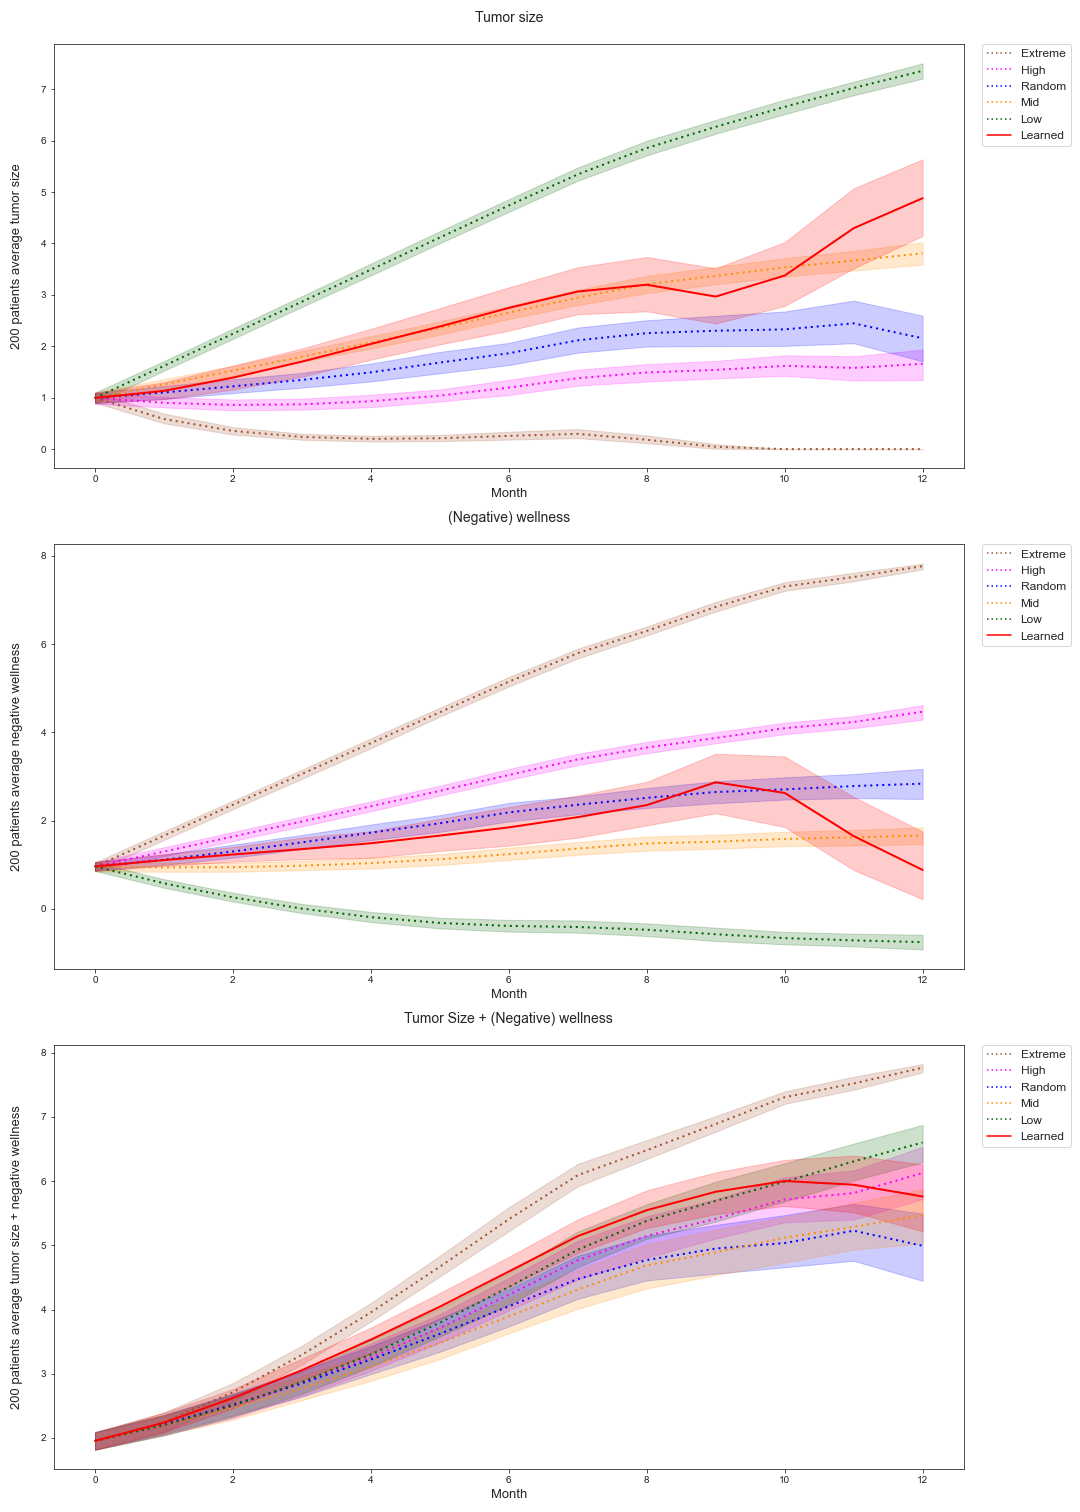 Tumor size
200 patients average tumor size
7
6
5
4
3
2
1
0
0 2 4 6 8 10 12
Month
Extreme
High
Random
Mid
Low
Learned
(Negative) wellness
200 patients average negative wellness
8
6
4
2
0
0 2 4 6 8 10 12
Month
Extreme
High
Random
Mid
Low
Learned
Tumor Size + (Negative) wellness
200 patients average tumor size + negative wellness
8
7
6
5
4
3
2
0 2 4 6 8 10 12
Month
Extreme
High
Random
Mid
Low
Learned